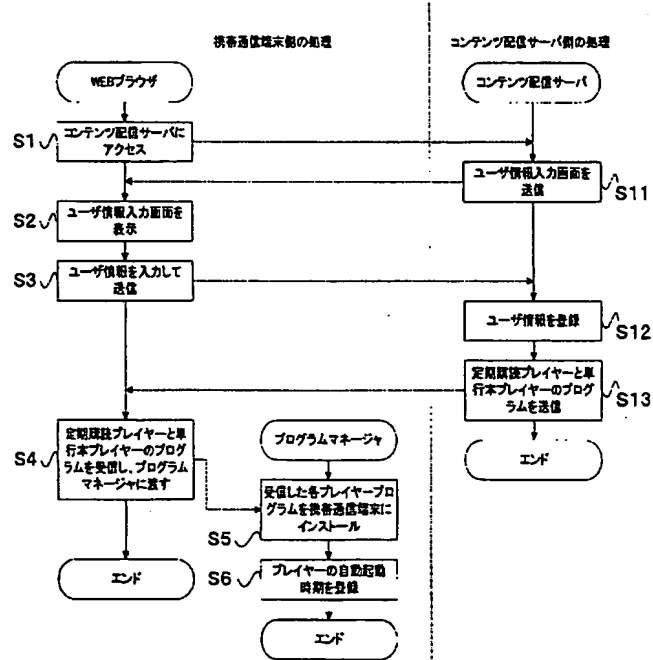 携帯通信端末側の処理
コンテンツ配信サーバ側の処理
WEBブラウザ
コンテンツ配信サーバ
S1
コンテンツ配信サーバに
アクセス
ユーザ情報入力画面を
送信
S11
S2
ユーザ情報入力画面を
表示
S3
ユーザ情報を入力して
送信
ユーザ情報を登録
S12
定期購読プレイヤーと単
行本プレイヤーのプログ
ラムを送信
S13
エンド
S4
定期購読プレイヤーと単
行本プレイヤーのプログ
ラムを受信し、プログラム
マネージャに渡す
エンド
プログラムマネージャ
受信した各プレイヤープロ
グラムを携帯通信端末に
インストール
S5
S6
プレイヤーの自動起動
時期を登録
エンド